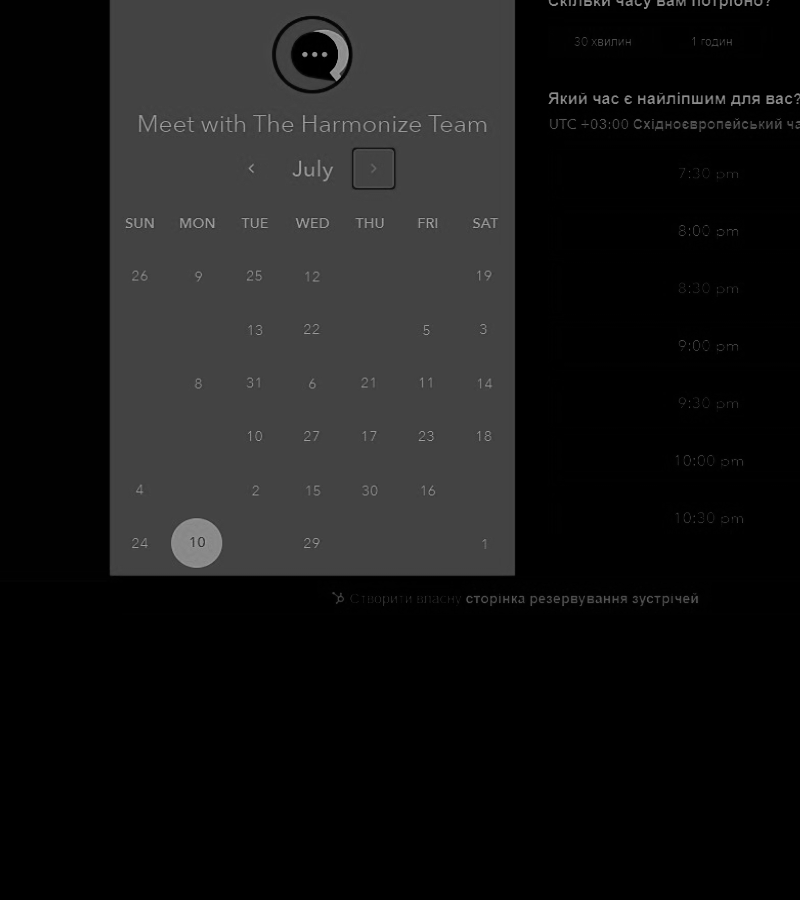 Meet with The Harmonize Team
July
SUN MON TUE WED THU FRI SAT
26 9 25 12 19
13 22 5 3
8 31 6 21 11 14
10 27 17 23 18
4 2 15 30 16
24 10 29 1
Скільки часу вам потрібно?
30 хвилин 1 годин
Який час є найліпшим для вас?
UTC +03:00 Східноєвропейський
7:30 pm
8:00 pm
8:30 pm
9:00 pm
9:30 pm
10:00 pm
10:30 pm
Створити власну сторінка резервування зустрічей